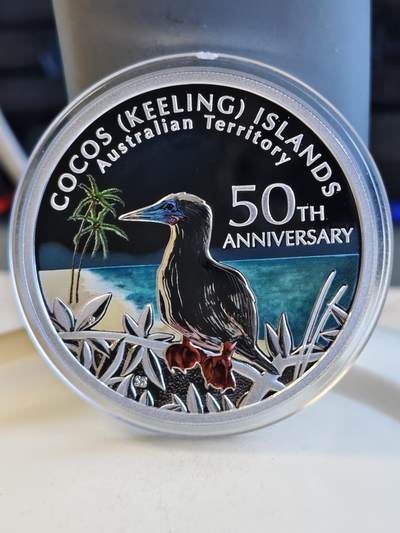 COCOS (KEELING) ISLANDS
Australian Territory
50TH
ANNIVERSARY